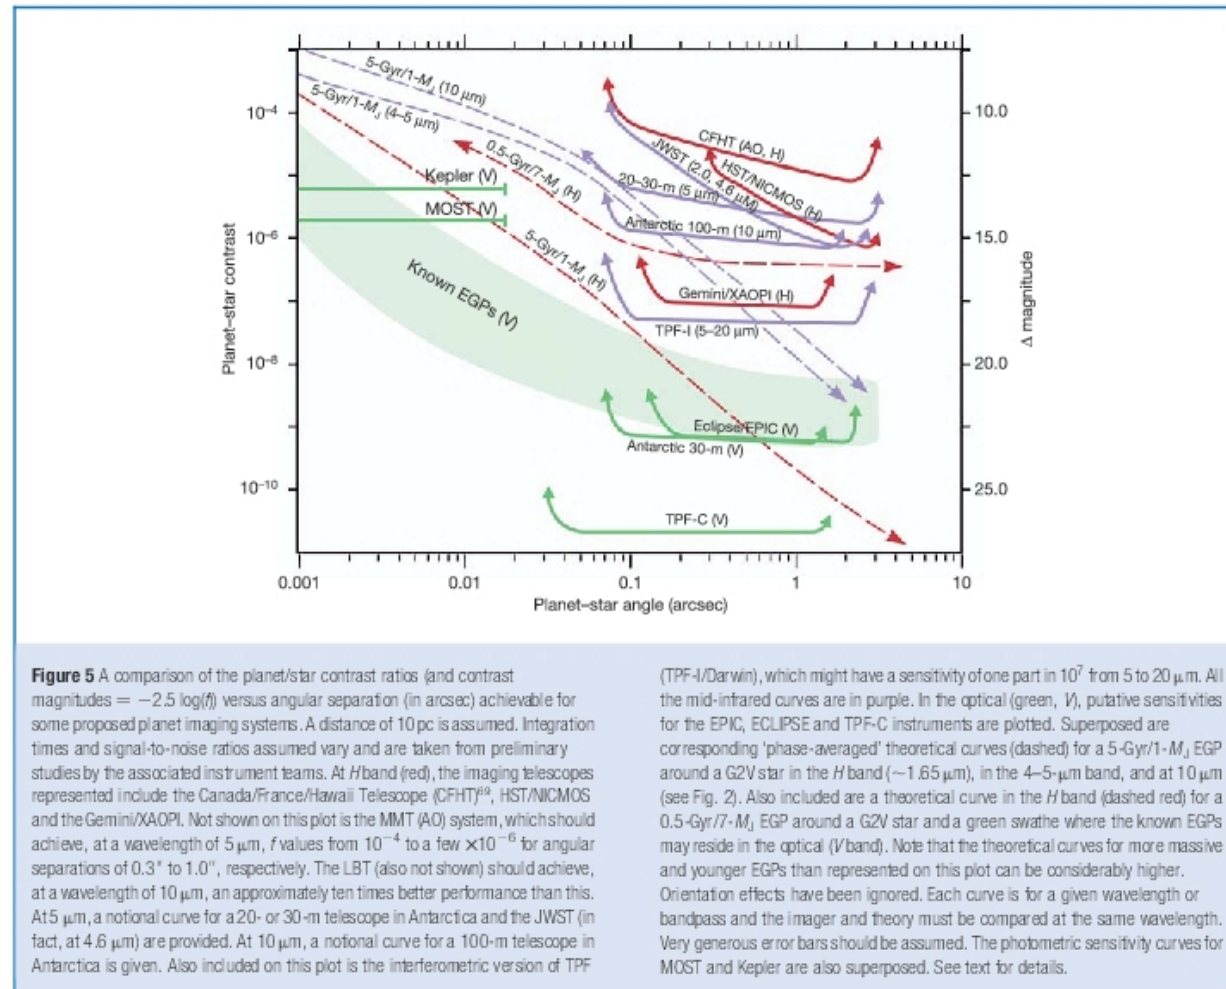 5-Gyr/1-MJ (10 μm)
5-Gyr/1-MJ (4–5 μm)
0.5-Gyr/7-MJ (H)
5-Gyr/1-MJ (H)
Kepler (V)
MOST (V)
Known EGPs (V)
CFHT (AO, H)
JWST (2.0, 4.6 μM)
HST/NICMOS (H)
20–30-m (5 μm)
Antarctic 100-m (10 μm)
Gemini/XAOPI (H)
TPF-I (5–20 μm)
Eclipse/EPIC (V)
Antarctic 30-m (V)
TPF-C (V)
Planet–star contrast
10−4
10−6
10−8
10−10
Δ magnitude
10.0
15.0
20.0
25.0
0.001 0.01 0.1 1 10
Planet–star angle (arcsec)
Figure 5 A comparison of the planet/star contrast ratios (and contrast
magnitudes = −2.5 log(f)) versus angular separation (in arcsec) achievable for
some proposed planet imaging systems. A distance of 10 pc is assumed. Integration
times and signal-to-noise ratios assumed vary and are taken from preliminary
studies by the associated instrument teams. At H band (red), the imaging telescopes
represented include the Canada/France/Hawaii Telescope (CFHT)69, HST/NICMOS
and the Gemini/XAOPI. Not shown on this plot is the MMT (AO) system, which should
achieve, at a wavelength of 5 μm, f values from 10−4 to a few ×10−6 for angular
separations of 0.3" to 1.0", respectively. The LBT (also not shown) should achieve,
at a wavelength of 10 μm, an approximately ten times better performance than this.
At 5 μm, a notional curve for a 20- or 30-m telescope in Antarctica and the JWST (in
fact, at 4.6 μm) are provided. At 10 μm, a notional curve for a 100-m telescope in
Antarctica is given. Also included on this plot is the interferometric version of TPF
(TPF-I/Darwin), which might have a sensitivity of one part in 107 from 5 to 20 μm. All
the mid-infrared curves are in purple. In the optical (green, V), putative sensitivities
for the EPIC, ECLIPSE and TPF-C instruments are plotted. Superposed are
corresponding 'phase-averaged' theoretical curves (dashed) for a 5-Gyr/1-MJ EGP
around a G2V star in the H band (~1.65 μm), in the 4–5-μm band, and at 10 μm
(see Fig. 2). Also included are a theoretical curve in the H band (dashed red) for a
0.5-Gyr/7-MJ EGP around a G2V star and a green swathe where the known EGPs
may reside in the optical (V band). Note that the theoretical curves for more massive
and younger EGPs than represented on this plot can be considerably higher.
Orientation effects have been ignored. Each curve is for a given wavelength or
bandpass and the imager and theory must be compared at the same wavelength.
Very generous error bars should be assumed. The photometric sensitivity curves for
MOST and Kepler are also superposed. See text for details.